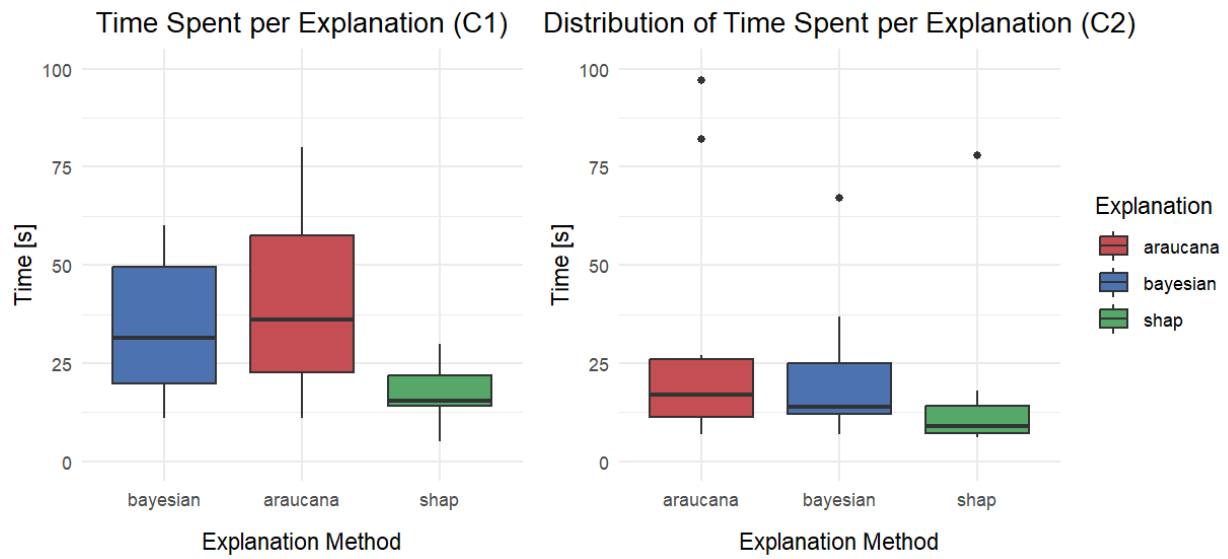 Time Spent per Explanation (C1)
100
75
50
25
0
Time [s]
bayesian
araucana
shap
Explanation Method
Distribution of Time Spent per Explanation (C2)
100
75
50
25
0
Time [s]
araucana
bayesian
shap
Explanation Method
Explanation
araucana
bayesian
shap